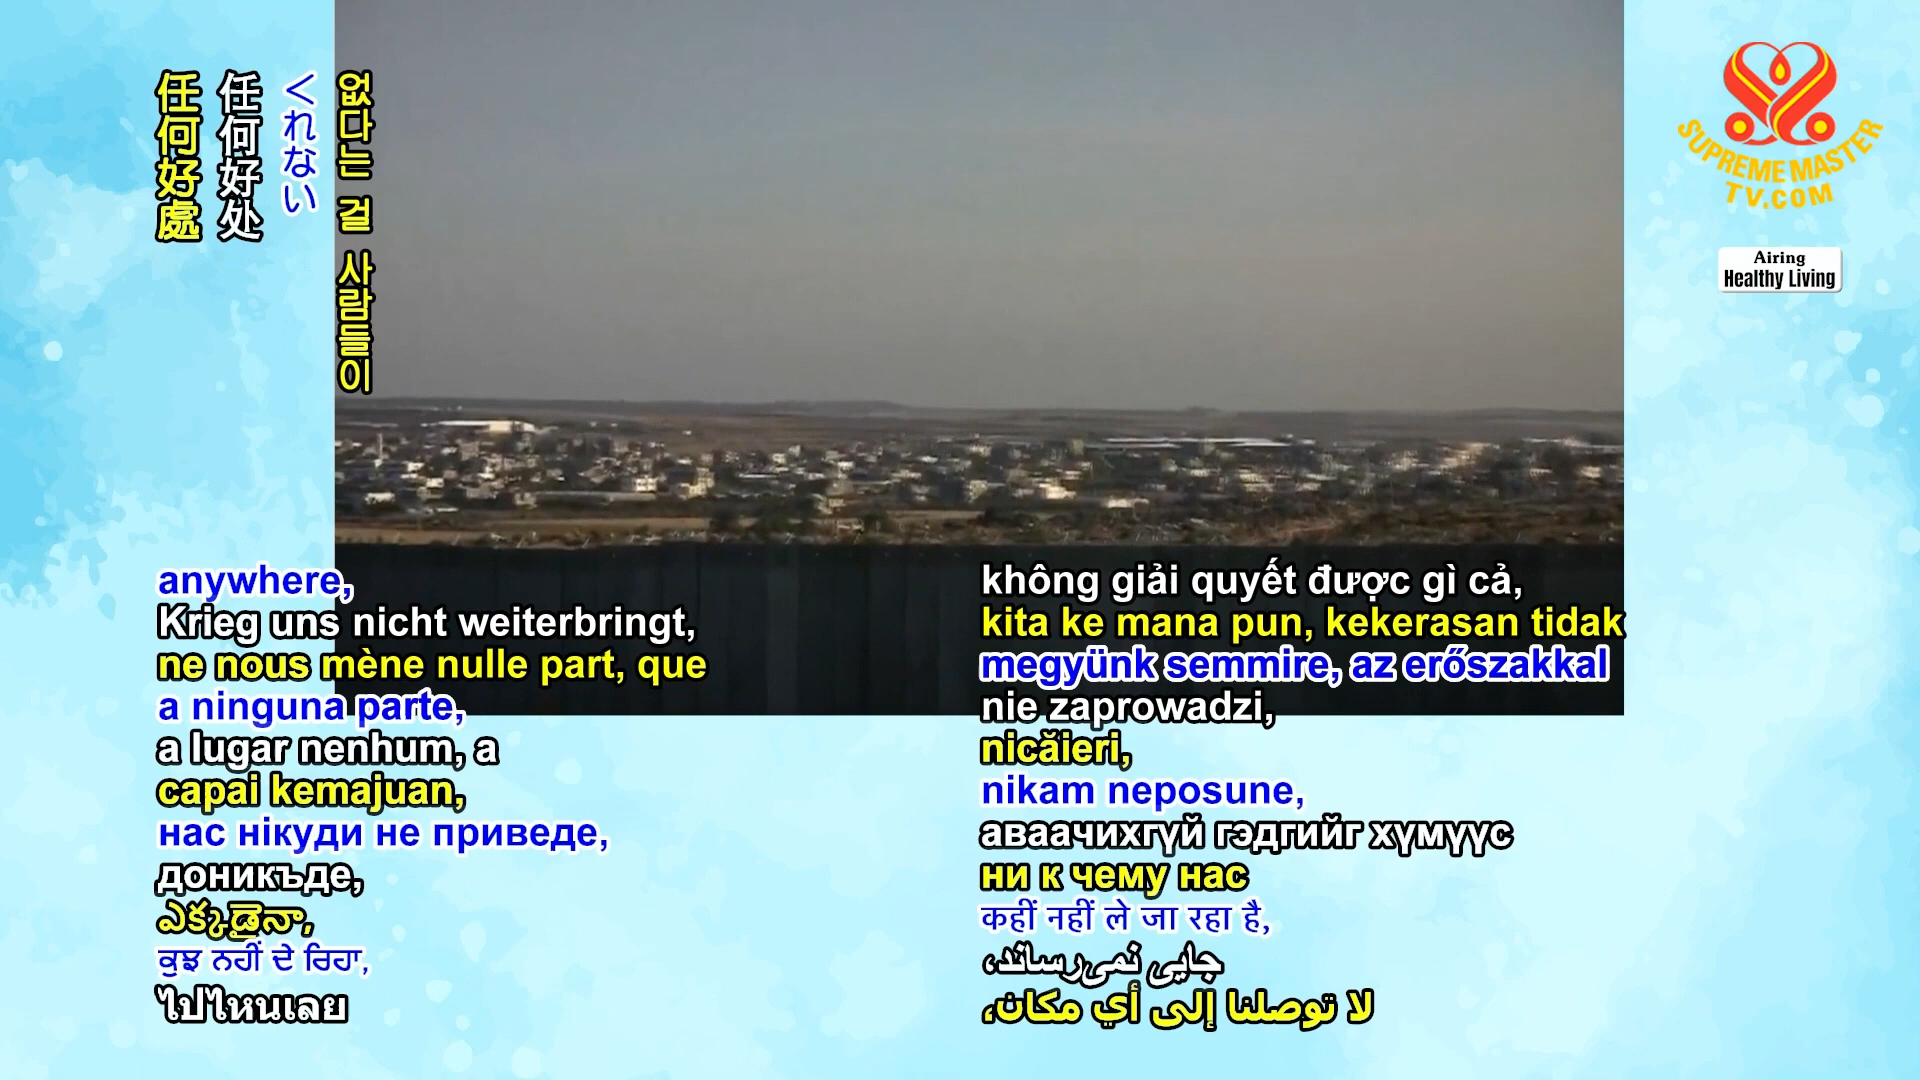 任何好處
任何好处
くれない
없다는 걸 사람들이
SUPREME MASTER
TV.COM
Airing
Healthy Living
anywhere,
Krieg uns nicht weiterbringt,
ne nous mène nulle part, que
a ninguna parte,
a lugar nenhum, a
capai kemajuan,
нас нікуди не приведе,
доникъде,
ఎక్కడైనా,
ਕੁਝ ਨਹੀਂ ਦੇ ਰਿਹਾ,
ไปไหนเลย
không giải quyết được gì cả,
kita ke mana pun, kekerasan tidak
megyünk semmire, az erőszakkal
nie zaprowadzi,
nicăieri,
nikam neposune,
аваачихгүй гэдгийг хүмүүс
ни к чему нас
कहीं नहीं ले जा रहा है,
جایی نمی‌رساند،
لا توصلنا إلى أي مكان،